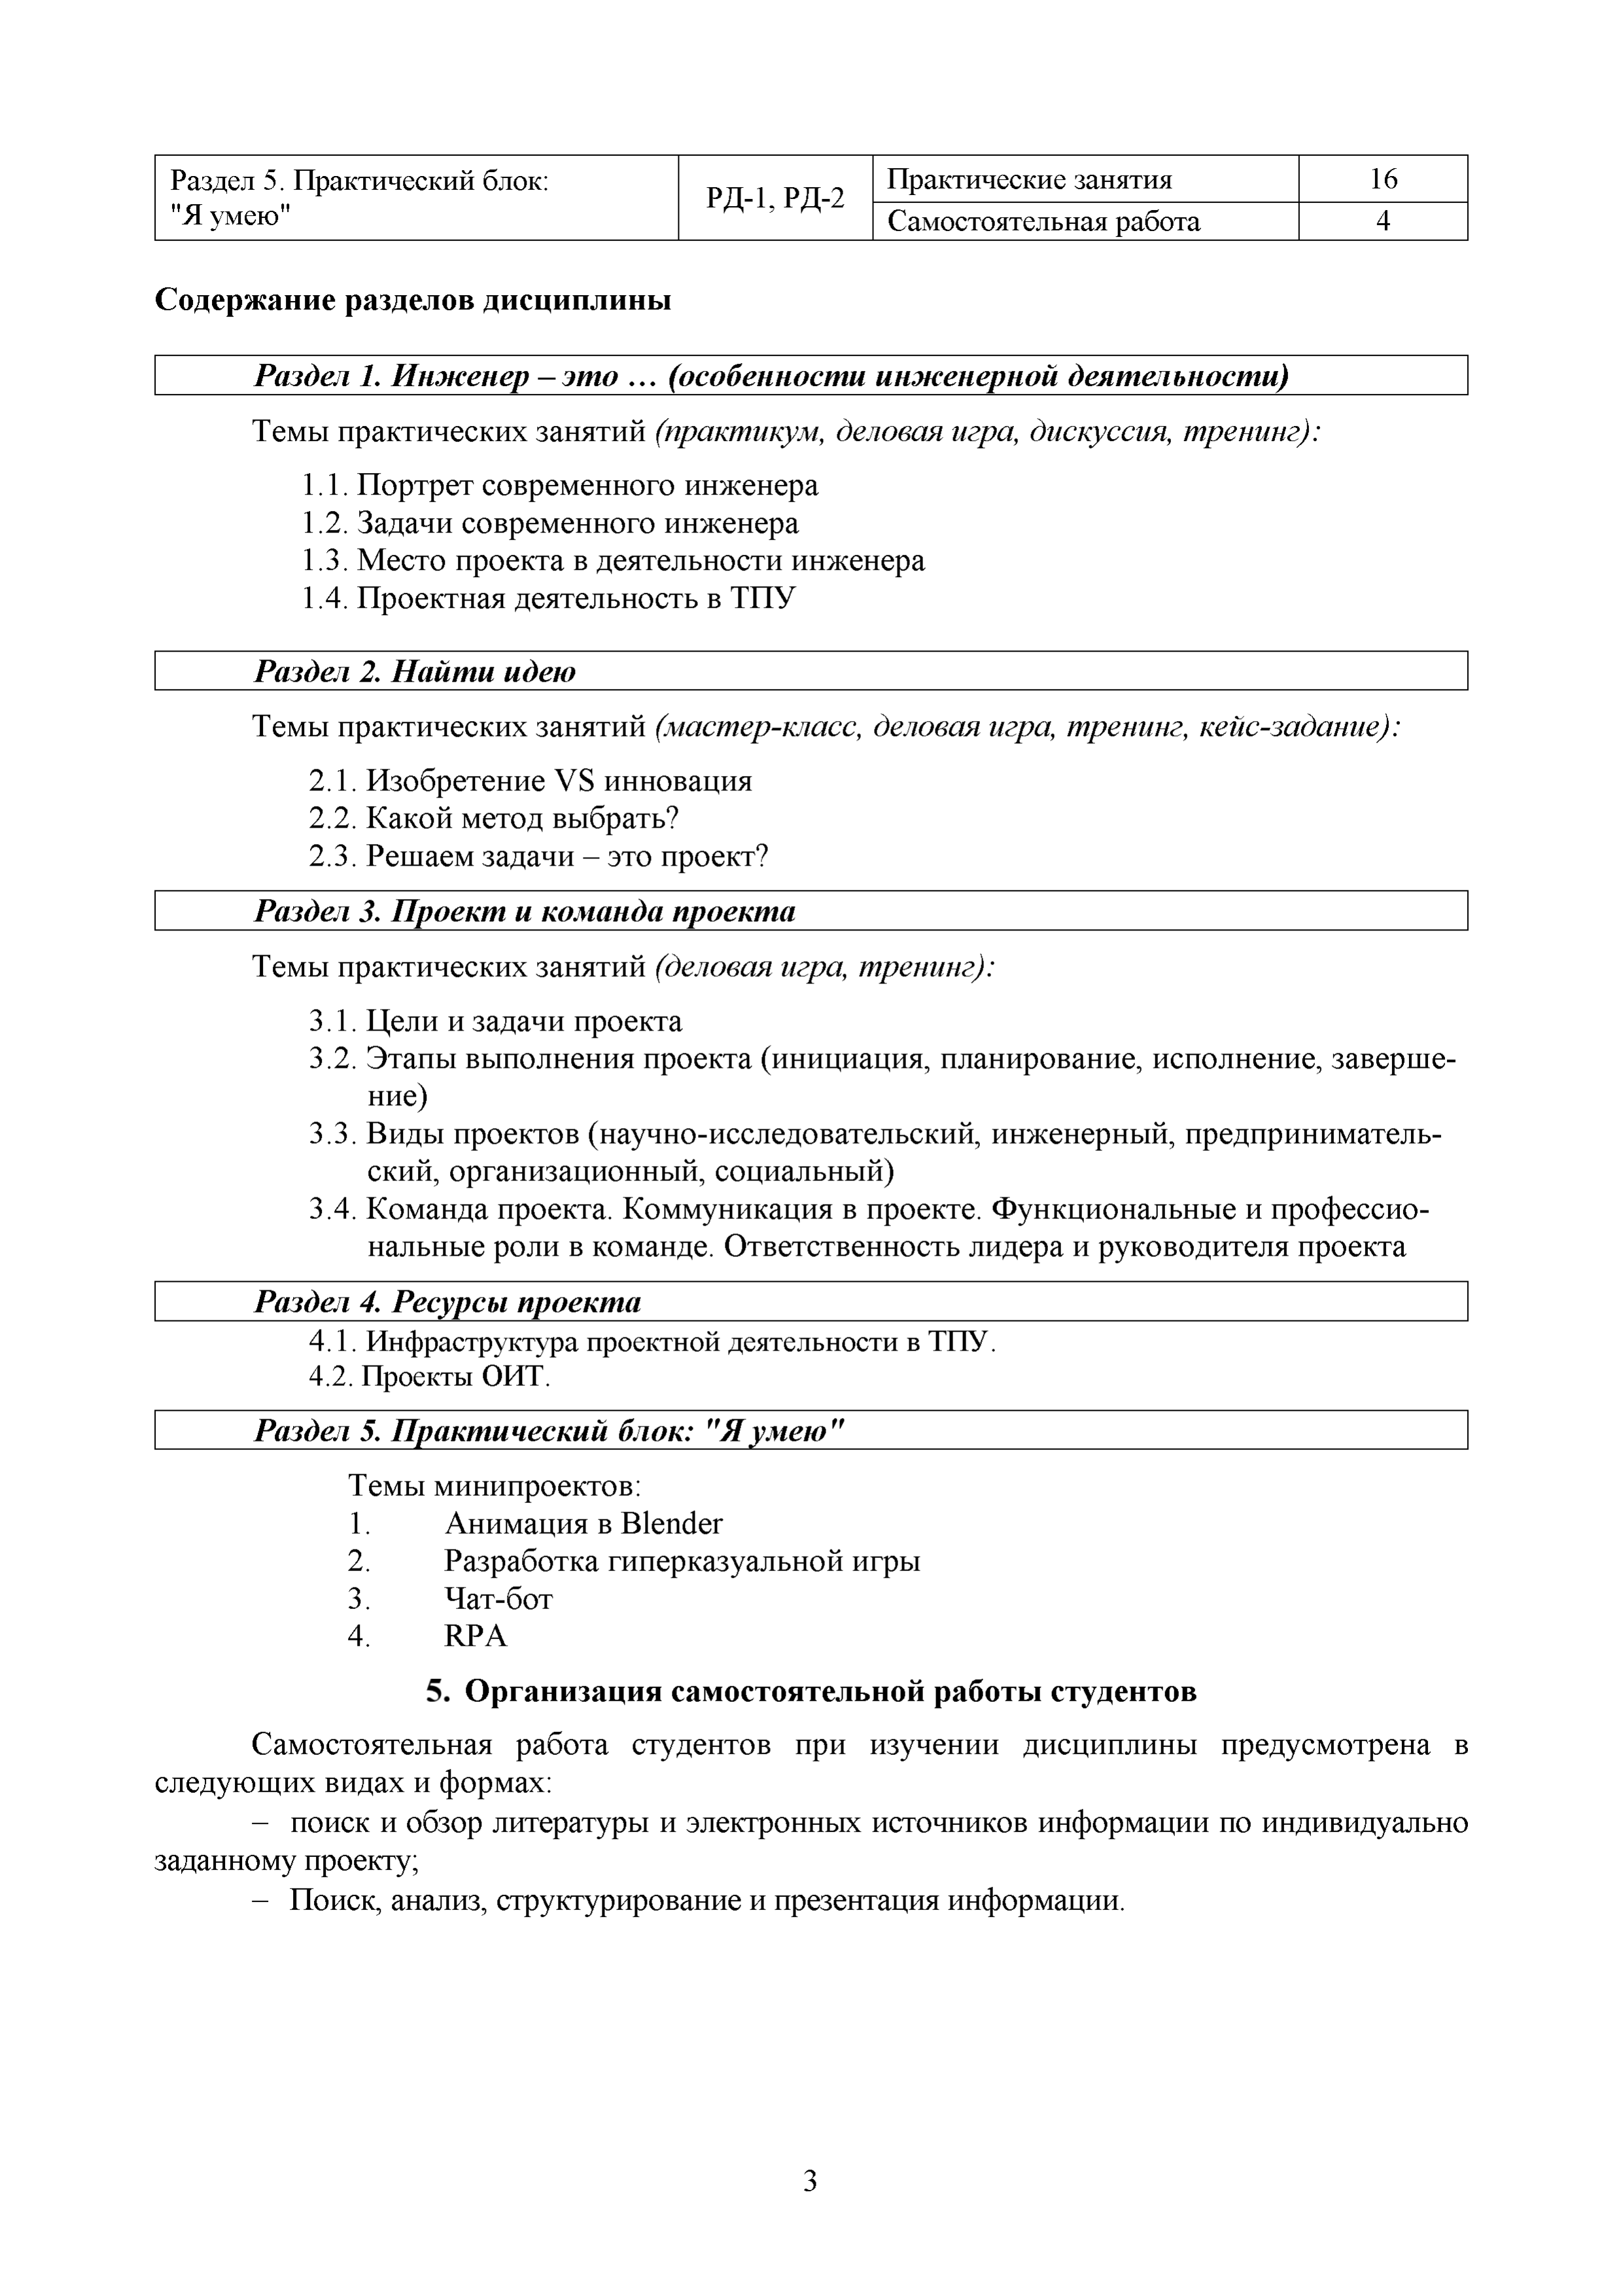 Раздел 5. Практический блок:
"Я умею"
РД-1, РД-2
Практические занятия
16
Самостоятельная работа
4
Содержание разделов дисциплины
Раздел 1. Инженер – это … (особенности инженерной деятельности)
Темы практических занятий (практикум, деловая игра, дискуссия, тренинг):
1.1. Портрет современного инженера
1.2. Задачи современного инженера
1.3. Место проекта в деятельности инженера
1.4. Проектная деятельность в ТПУ
Раздел 2. Найти идею
Темы практических занятий (мастер-класс, деловая игра, тренинг, кейс-задание):
2.1. Изобретение VS инновация
2.2. Какой метод выбрать?
2.3. Решаем задачи – это проект?
Раздел 3. Проект и команда проекта
Темы практических занятий (деловая игра, тренинг):
3.1. Цели и задачи проекта
3.2. Этапы выполнения проекта (инициация, планирование, исполнение, заверше-
ние)
3.3. Виды проектов (научно-исследовательский, инженерный, предприниматель-
ский, организационный, социальный)
3.4. Команда проекта. Коммуникация в проекте. Функциональные и профессио-
нальные роли в команде. Ответственность лидера и руководителя проекта
Раздел 4. Ресурсы проекта
4.1. Инфраструктура проектной деятельности в ТПУ.
4.2. Проекты ОИТ.
Раздел 5. Практический блок: "Я умею"
Темы минипроектов:
1. Анимация в Blender
2. Разработка гиперказуальной игры
3. Чат-бот
4. RPA
5. Организация самостоятельной работы студентов
Самостоятельная работа студентов при изучении дисциплины предусмотрена в
следующих видах и формах:
– поиск и обзор литературы и электронных источников информации по индивидуально
заданному проекту;
– Поиск, анализ, структурирование и презентация информации.
3